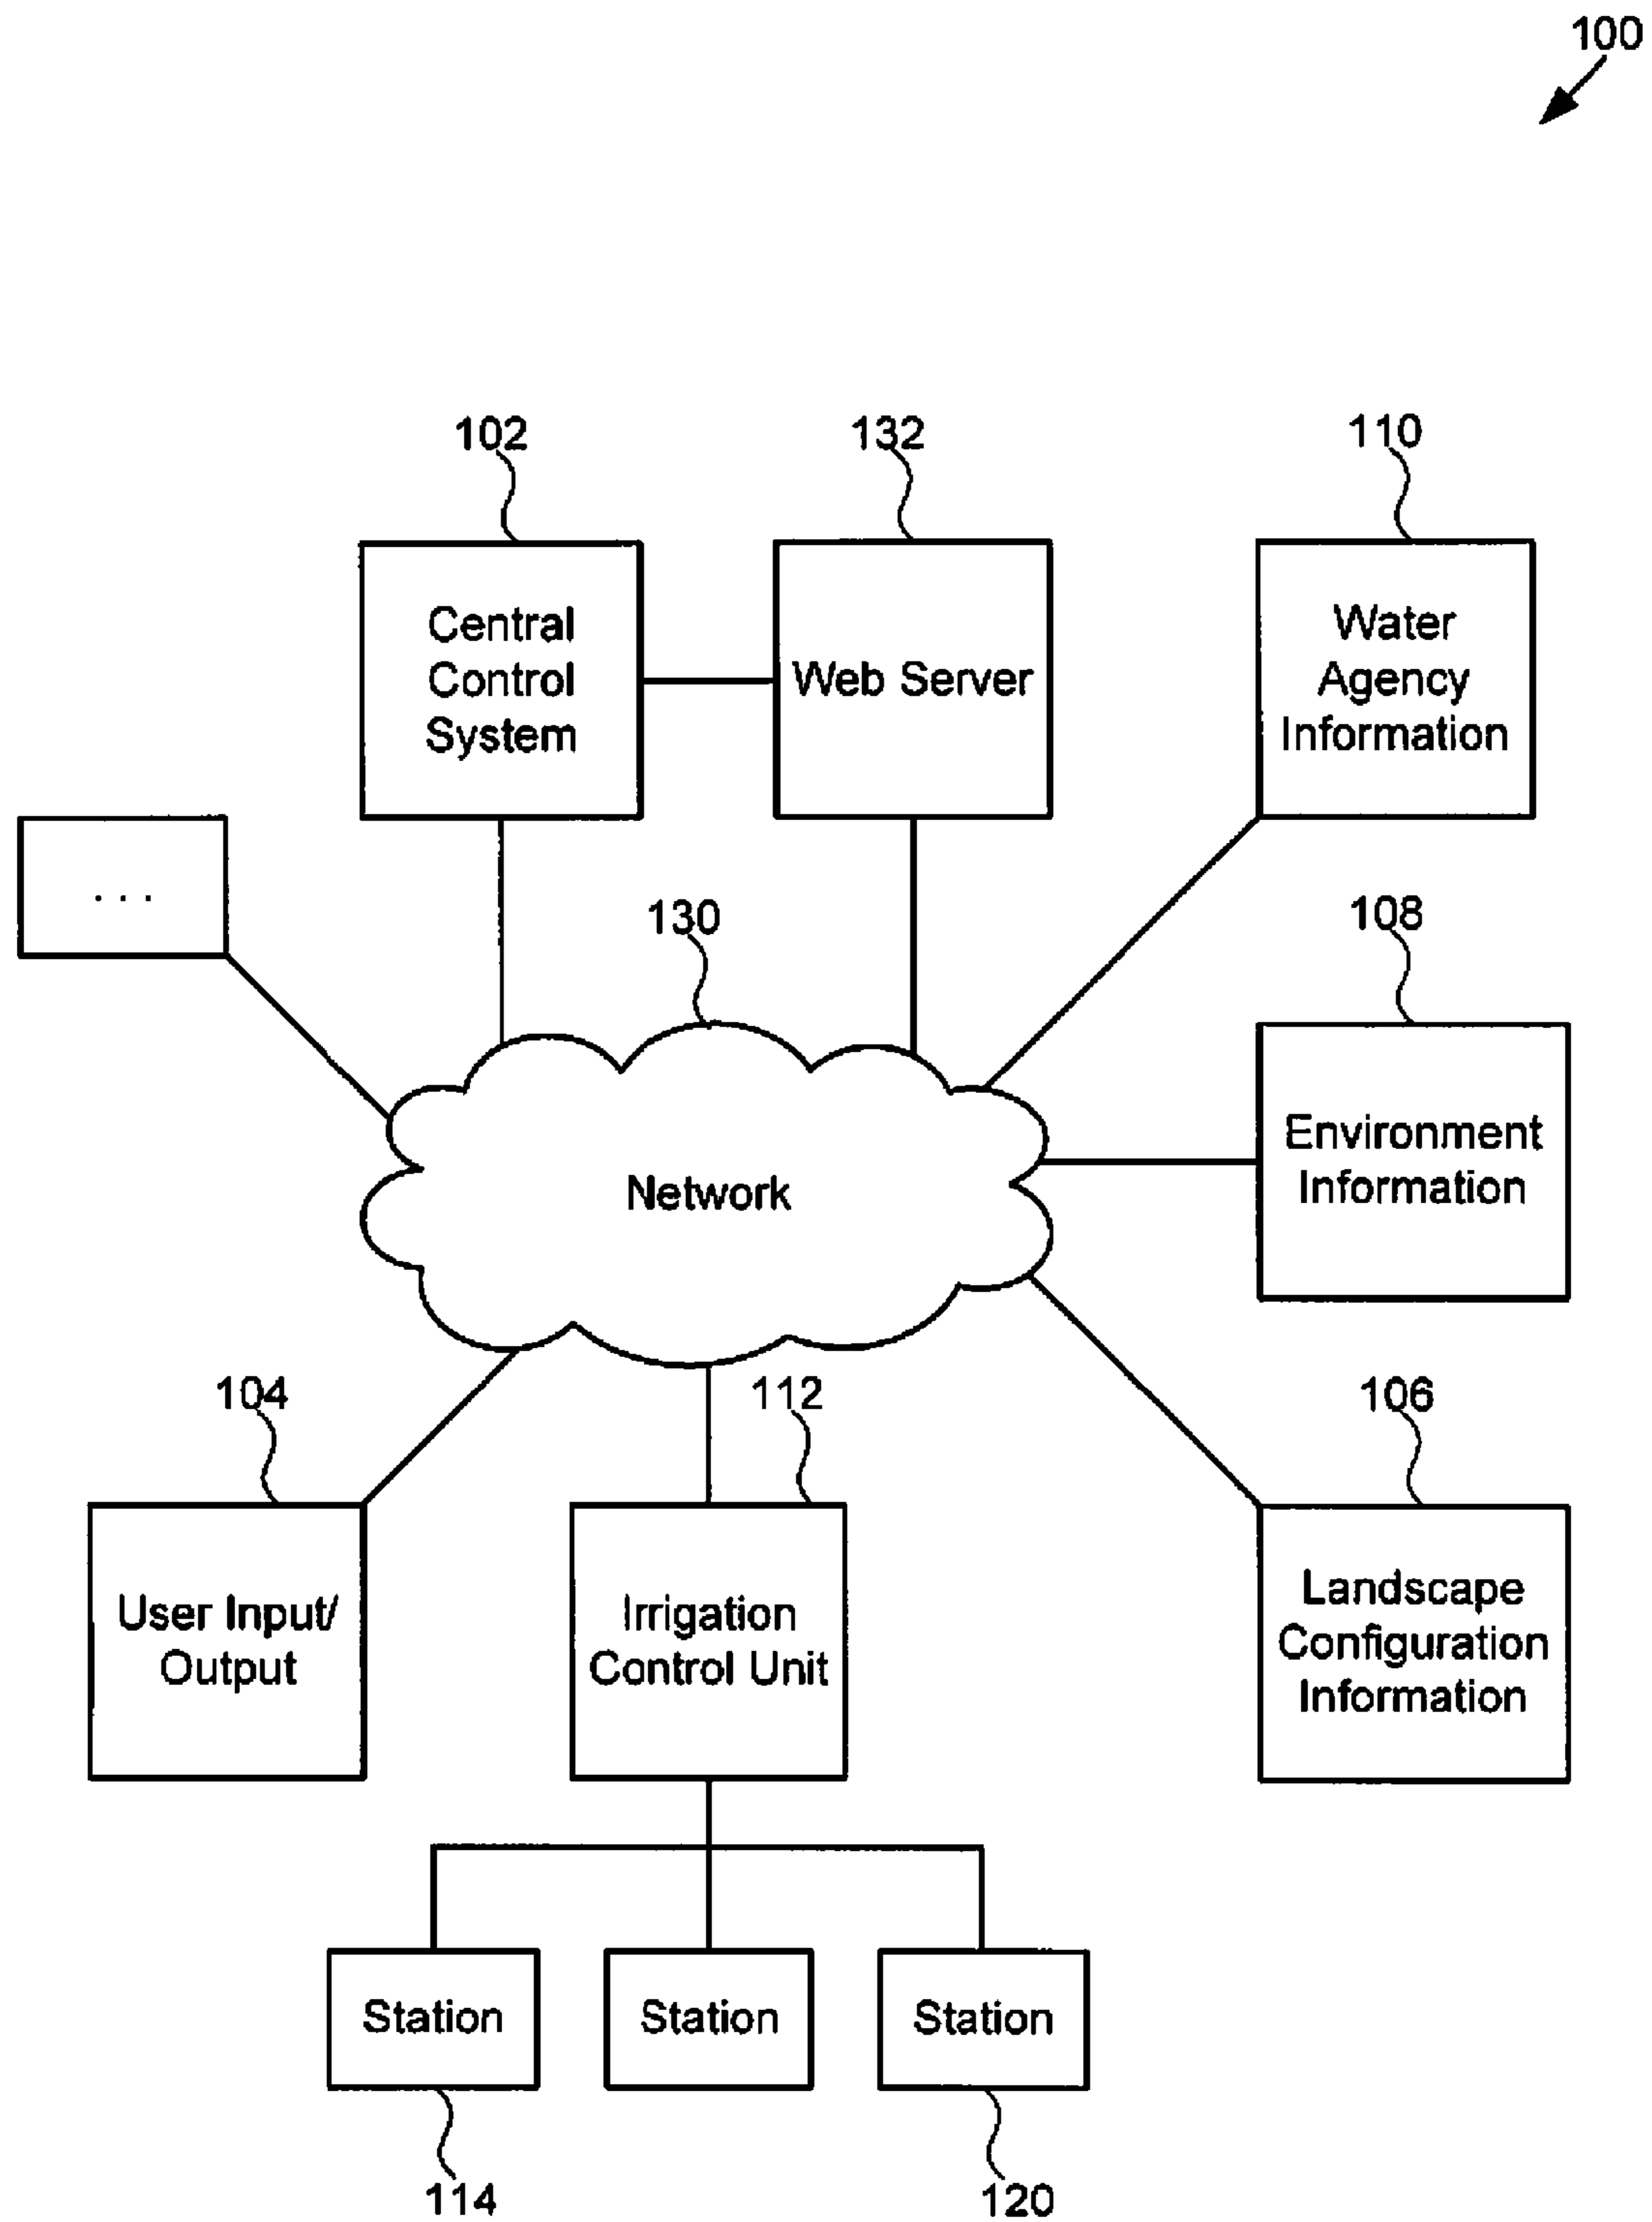 100
102
132
110
Central
Control
System
Web Server
Water
Agency
Information
. . .
130
108
Network
Environment
Information
104
112
106
User Input/
Output
Irrigation
Control Unit
Landscape
Configuration
Information
Station
Station
Station
114
120